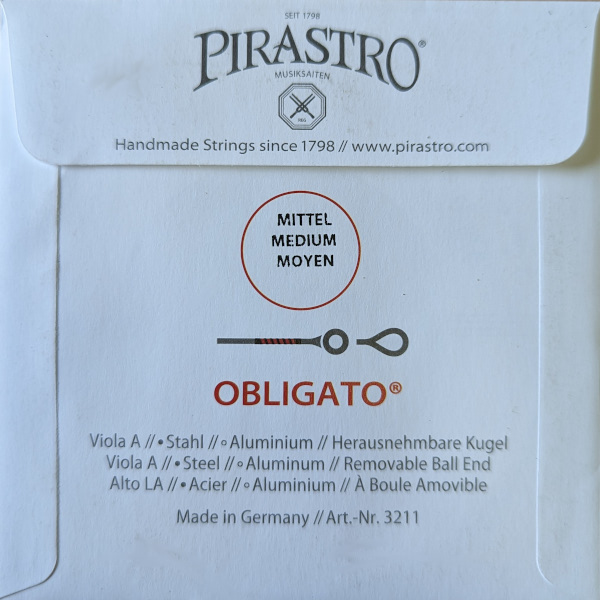 SEIT 1798
PIRASTRO®
MUSIKSAITEN
Handmade Strings since 1798 // www.pirastro.com
MITTEL
MEDIUM
MOYEN
OBLIGATO®
Viola A // • Stahl // ◦ Aluminium // Herausnehmbare Kugel
Viola A // • Steel // ◦ Aluminum // Removable Ball End
Alto LA // • Acier // ◦ Aluminium // À Boule Amovible
Made in Germany // Art.-Nr. 3211